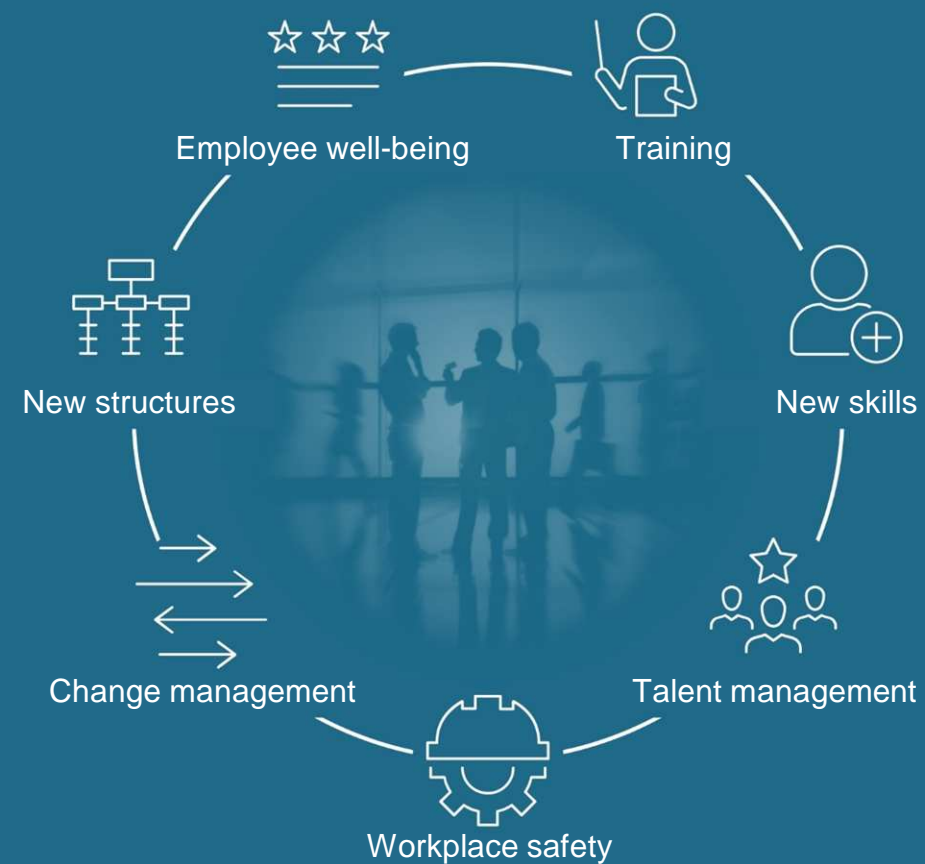 Employee well-being
Training
New structures
New skills
Change management
Talent management
Workplace safety